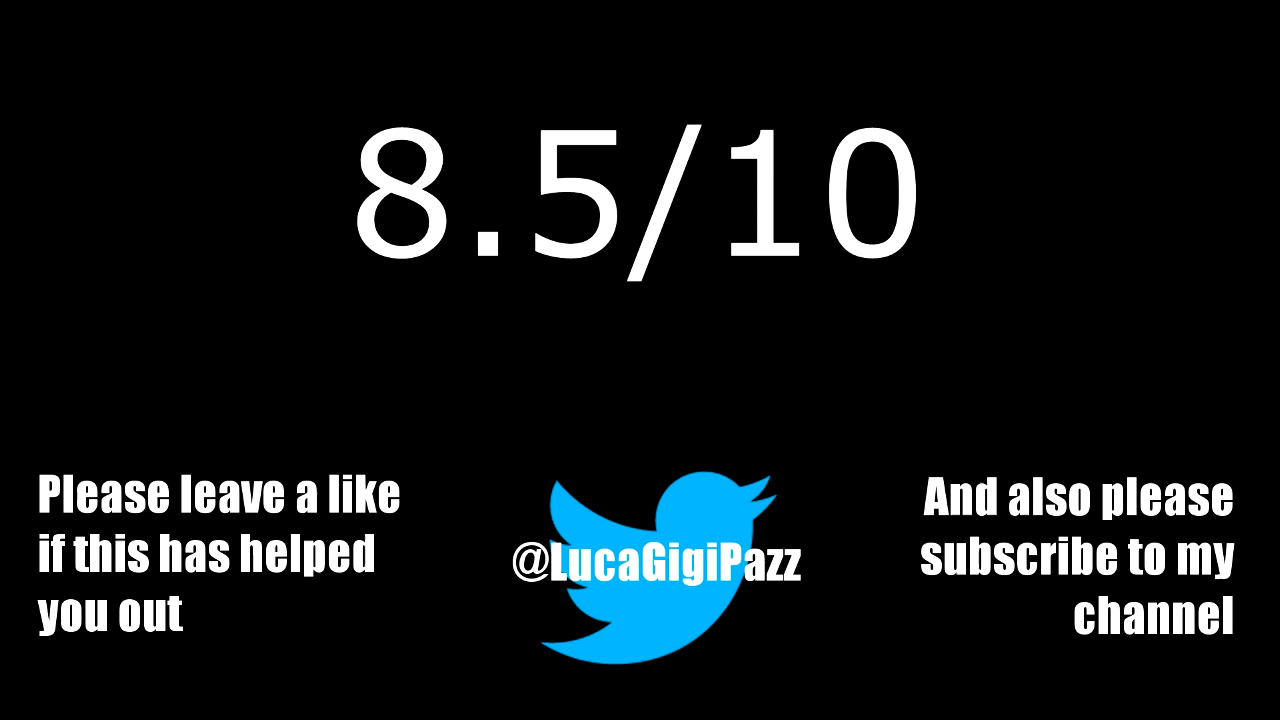 8.5/10
Please leave a like
if this has helped
you out
@LucaGigiPazz
And also please
subscribe to my
channel